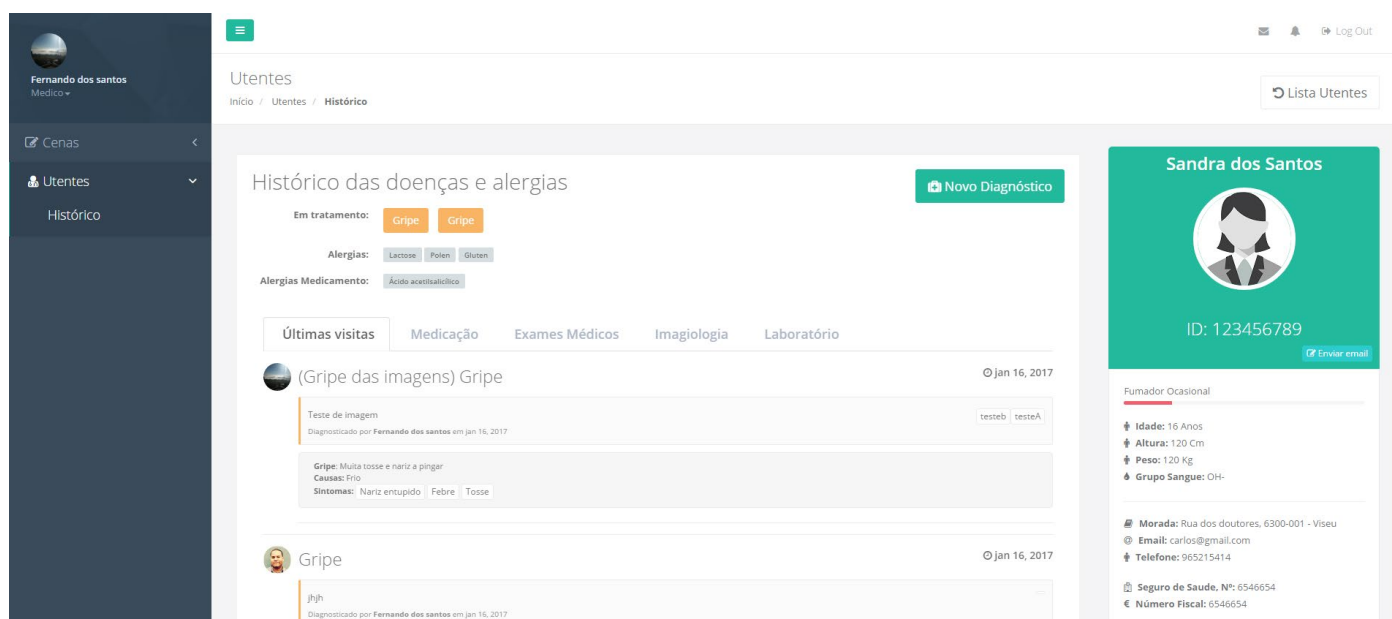 Fernando dos santos
Medico
Cenas
Utentes
Histórico
Log Out
Utentes
Início / Utentes / Histórico
Lista Utentes
Histórico das doenças e alergias
Novo Diagnóstico
Em tratamento: Gripe Gripe
Alergias: Lactose Polen Gluten
Alergias Medicamento: Ácido acetilsalicílico
Últimas visitas Medicação Exames Médicos Imagiologia Laboratório
(Gripe das imagens) Gripe jan 16, 2017
Teste de imagem testeb testeA
Diagnosticado por Fernando dos santos em jan 16, 2017
Gripe: Muita tosse e nariz a pingar
Causas: Frio
Sintomas: Nariz entupido Febre Tosse
Gripe jan 16, 2017
jhjh
Diagnosticado por Fernando dos santos em jan 16, 2017
Sandra dos Santos
ID: 123456789
Enviar email
Fumador Ocasional
Idade: 16 Anos
Altura: 120 Cm
Peso: 120 Kg
Grupo Sangue: OH-
Morada: Rua dos doutores, 6300-001 - Viseu
@ Email: carlos@gmail.com
Telefone: 965215414
Seguro de Saude, Nº: 6546654
€ Número Fiscal: 6546654